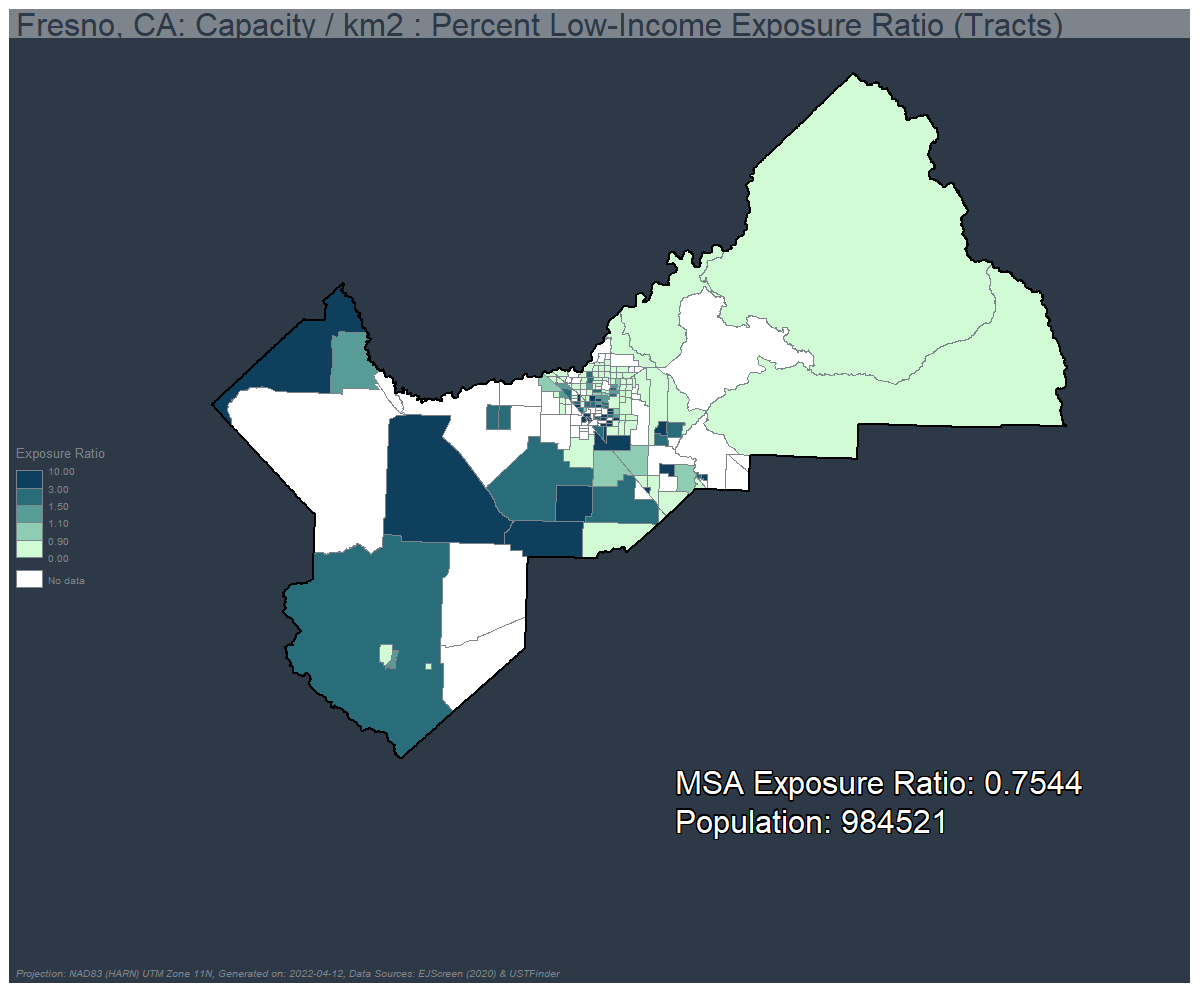 Fresno, CA: Capacity / km2 : Percent Low-Income Exposure Ratio (Tracts)
Exposure Ratio
10.00
3.00
1.50
1.10
0.90
0.00
No data
MSA Exposure Ratio: 0.7544
Population: 984521
Projection: NAD83 (HARN) UTM Zone 11N, Generated on: 2022-04-12, Data Sources: EJScreen (2020) & USTFinder